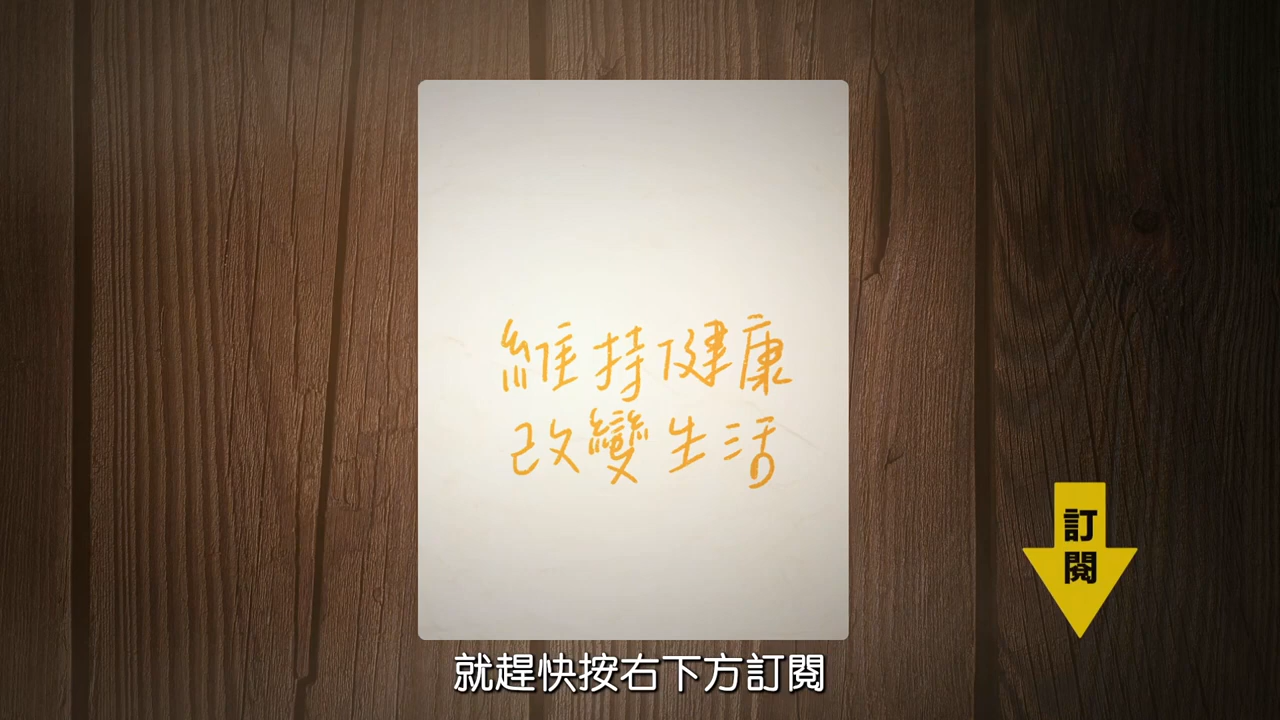 維持健康
改變生活
訂
閱
就趕快按右下方訂閱